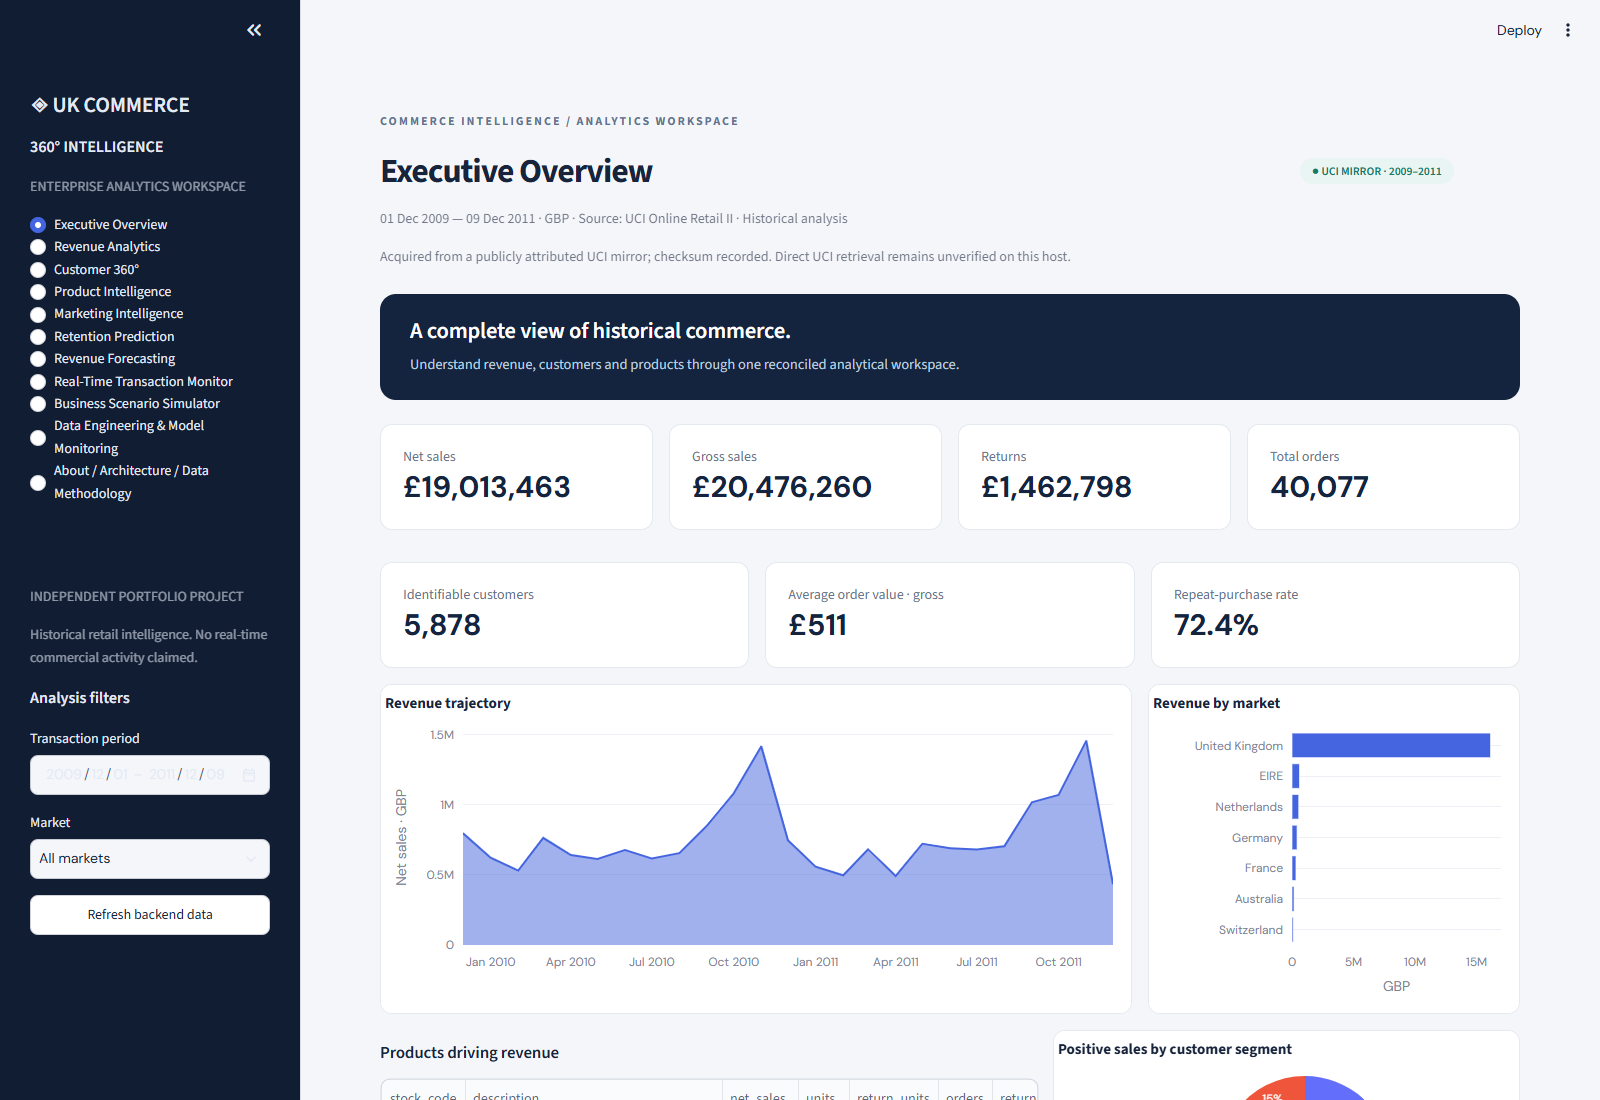 Deploy
◈ UK COMMERCE
360° INTELLIGENCE
ENTERPRISE ANALYTICS WORKSPACE
Executive Overview
Revenue Analytics
Customer 360°
Product Intelligence
Marketing Intelligence
Retention Prediction
Revenue Forecasting
Real-Time Transaction Monitor
Business Scenario Simulator
Data Engineering & Model
Monitoring
About / Architecture / Data
Methodology
INDEPENDENT PORTFOLIO PROJECT
Historical retail intelligence. No real-time
commercial activity claimed.
Analysis filters
Transaction period
2009/12/01 – 2011/12/09
Market
All markets
Refresh backend data
COMMERCE INTELLIGENCE / ANALYTICS WORKSPACE
Executive Overview
● UCI MIRROR · 2009–2011
01 Dec 2009 — 09 Dec 2011 · GBP · Source: UCI Online Retail II · Historical analysis
Acquired from a publicly attributed UCI mirror; checksum recorded. Direct UCI retrieval remains unverified on this host.
A complete view of historical commerce.
Understand revenue, customers and products through one reconciled analytical workspace.
Net sales
£19,013,463
Gross sales
£20,476,260
Returns
£1,462,798
Total orders
40,077
Identifiable customers
5,878
Average order value · gross
£511
Repeat-purchase rate
72.4%
Revenue trajectory
1.5M
1M
0.5M
0
Net sales · GBP
Jan 2010 Apr 2010 Jul 2010 Oct 2010 Jan 2011 Apr 2011 Jul 2011 Oct 2011
Revenue by market
United Kingdom
EIRE
Netherlands
Germany
France
Australia
Switzerland
0 5M 10M 15M
GBP
Products driving revenue
stock_code description net_sales units return_units orders return
Positive sales by customer segment
15%